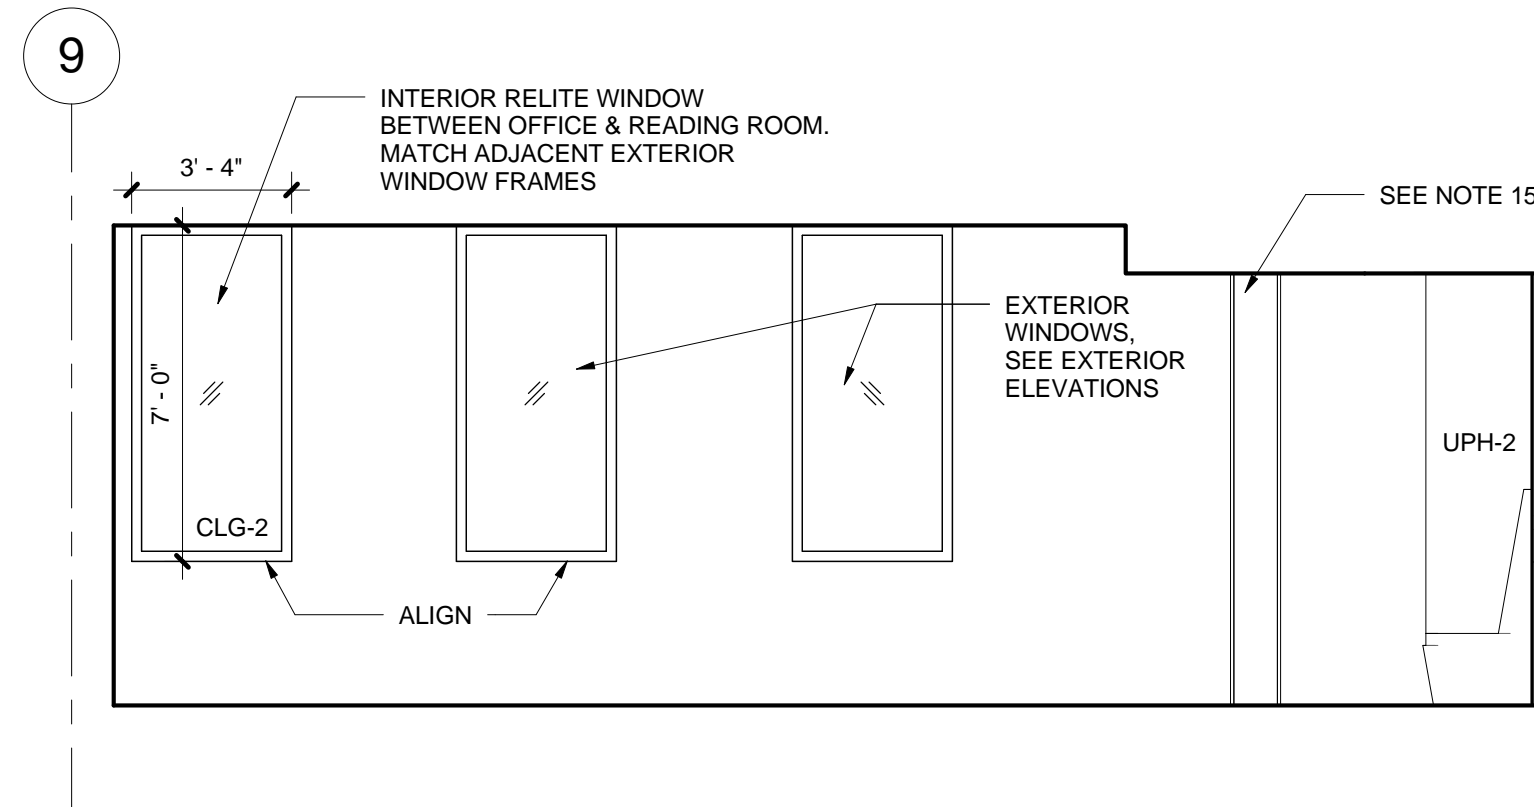 9
INTERIOR RELITE WINDOW
BETWEEN OFFICE & READING ROOM.
MATCH ADJACENT EXTERIOR
WINDOW FRAMES
3' - 4"
SEE NOTE 15
EXTERIOR
WINDOWS,
SEE EXTERIOR
ELEVATIONS
7' - 0"
UPH-2
CLG-2
ALIGN